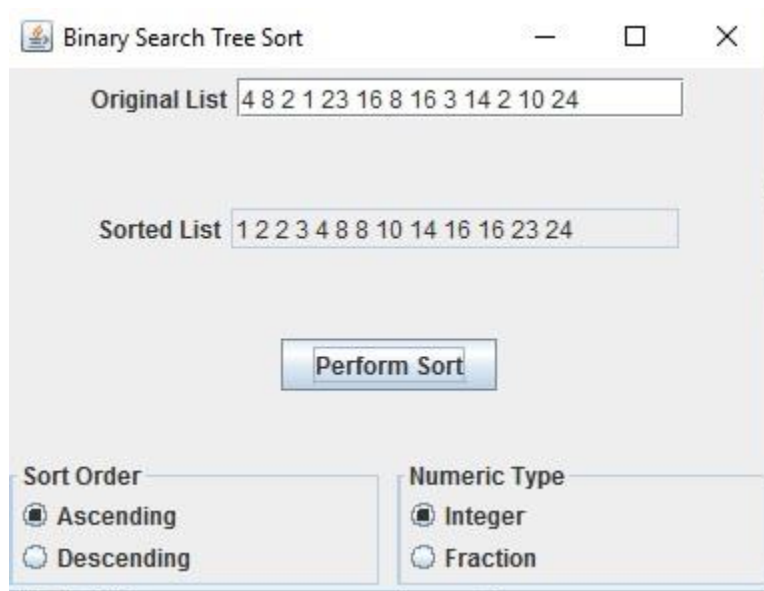 Binary Search Tree Sort
Original List 4 8 2 1 23 16 8 16 3 14 2 10 24
Sorted List 1 2 2 3 4 8 8 10 14 16 16 23 24
Perform Sort
Sort Order
Ascending
Descending
Numeric Type
Integer
Fraction